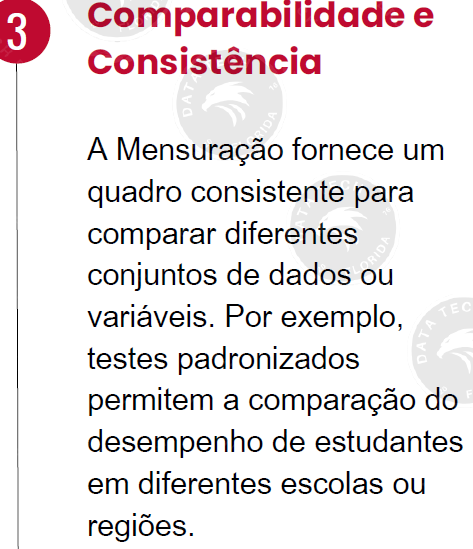 3
Comparabilidade e
Consistência
A Mensuração fornece um
quadro consistente para
comparar diferentes
conjuntos de dados ou
variáveis. Por exemplo,
testes padronizados
permitem a comparação do
desempenho de estudantes
em diferentes escolas ou
regiões.